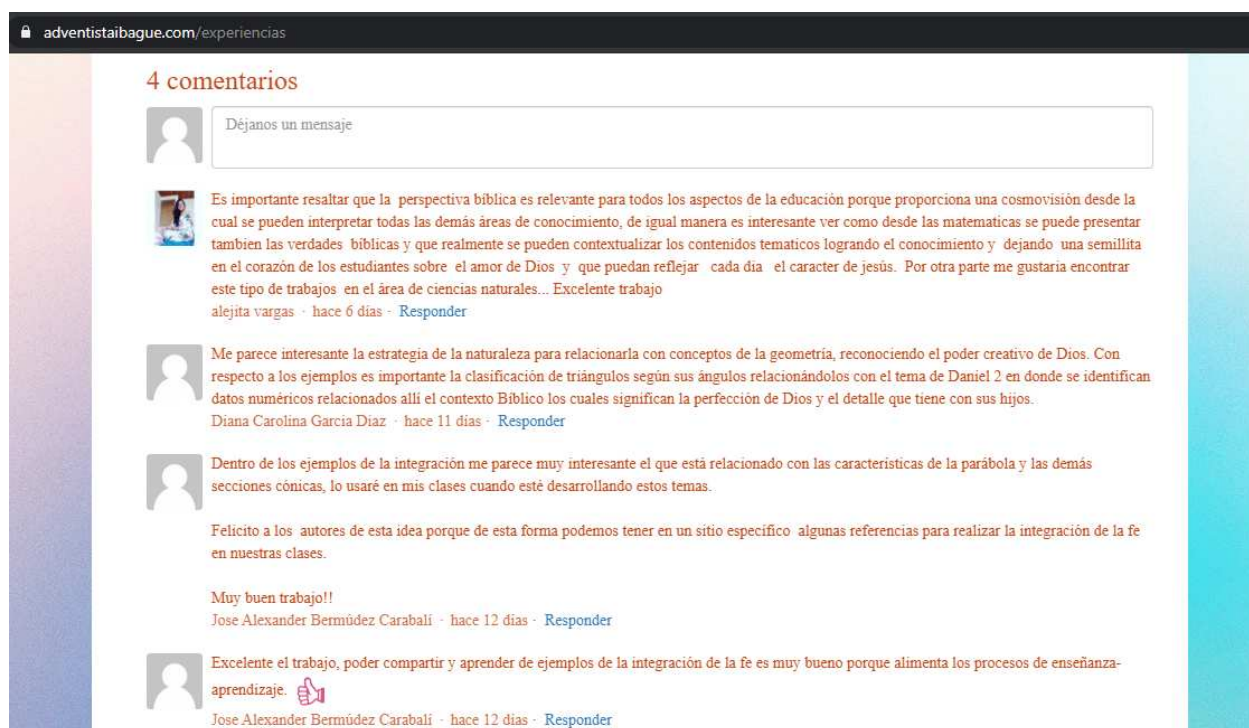 adventistaibague.com/experiencias
4 comentarios
Déjanos un mensaje
Es importante resaltar que la perspectiva bíblica es relevante para todos los aspectos de la educación porque proporciona una cosmovisión desde la
cual se pueden interpretar todas las demás áreas de conocimiento, de igual manera es interesante ver como desde las matematicas se puede presentar
tambien las verdades bíblicas y que realmente se pueden contextualizar los contenidos tematicos logrando el conocimiento y dejando una semillita
en el corazón de los estudiantes sobre el amor de Dios y que puedan reflejar cada día el caracter de jesús. Por otra parte me gustaria encontrar
este tipo de trabajos en el área de ciencias naturales... Excelente trabajo
alejita vargas · hace 6 días · Responder
Me parece interesante la estrategia de la naturaleza para relacionarla con conceptos de la geometría, reconociendo el poder creativo de Dios. Con
respecto a los ejemplos es importante la clasificación de triángulos según sus ángulos relacionándolos con el tema de Daniel 2 en donde se identifican
datos numéricos relacionados allí el contexto Bíblico los cuales significan la perfección de Dios y el detalle que tiene con sus hijos.
Diana Carolina Garcia Diaz · hace 11 días · Responder
Dentro de los ejemplos de la integración me parece muy interesante el que está relacionado con las características de la parábola y las demás
secciones cónicas, lo usaré en mis clases cuando esté desarrollando estos temas.
Felicito a los autores de esta idea porque de esta forma podemos tener en un sitio específico algunas referencias para realizar la integración de la fe
en nuestras clases.
Muy buen trabajo!!
Jose Alexander Bermúdez Carabalí · hace 12 días · Responder
Excelente el trabajo, poder compartir y aprender de ejemplos de la integración de la fe es muy bueno porque alimenta los procesos de enseñanza-
aprendizaje.
Jose Alexander Bermúdez Carabalí · hace 12 días · Responder